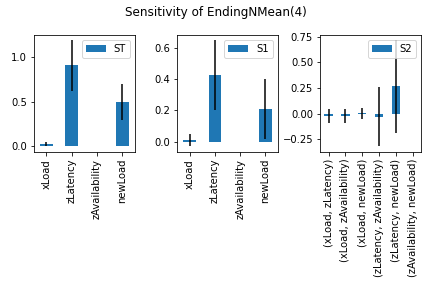 Sensitivity of EndingNMean(4)
ST
1.0
0.5
0.0
xLoad
zLatency
zAvailability
newLoad
S1
0.6
0.4
0.2
0.0
xLoad
zLatency
zAvailability
newLoad
S2
0.75
0.50
0.25
0.00
−0.25
(xLoad, zLatency)
(xLoad, zAvailability)
(xLoad, newLoad)
(zLatency, zAvailability)
(zLatency, newLoad)
(zAvailability, newLoad)